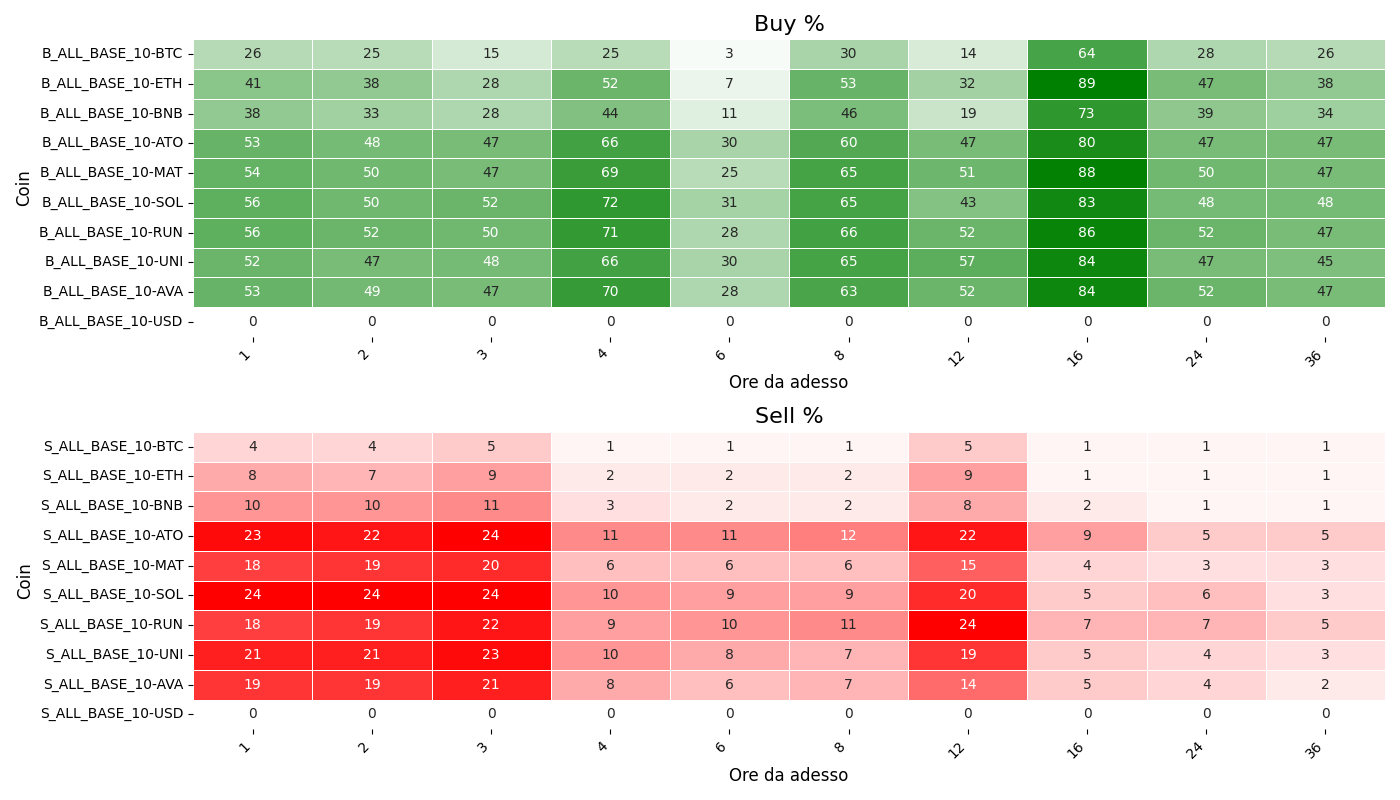 Buy %
Coin
B_ALL_BASE_10-BTC 26 25 15 25 3 30 14 64 28 26
B_ALL_BASE_10-ETH 41 38 28 52 7 53 32 89 47 38
B_ALL_BASE_10-BNB 38 33 28 44 11 46 19 73 39 34
B_ALL_BASE_10-ATO 53 48 47 66 30 60 47 80 47 47
B_ALL_BASE_10-MAT 54 50 47 69 25 65 51 88 50 47
B_ALL_BASE_10-SOL 56 50 52 72 31 65 43 83 48 48
B_ALL_BASE_10-RUN 56 52 50 71 28 66 52 86 52 47
B_ALL_BASE_10-UNI 52 47 48 66 30 65 57 84 47 45
B_ALL_BASE_10-AVA 53 49 47 70 28 63 52 84 52 47
B_ALL_BASE_10-USD 0 0 0 0 0 0 0 0 0 0
1 2 3 4 6 8 12 16 24 36
Ore da adesso
Sell %
Coin
S_ALL_BASE_10-BTC 4 4 5 1 1 1 5 1 1 1
S_ALL_BASE_10-ETH 8 7 9 2 2 2 9 1 1 1
S_ALL_BASE_10-BNB 10 10 11 3 2 2 8 2 1 1
S_ALL_BASE_10-ATO 23 22 24 11 11 12 22 9 5 5
S_ALL_BASE_10-MAT 18 19 20 6 6 6 15 4 3 3
S_ALL_BASE_10-SOL 24 24 24 10 9 9 20 5 6 3
S_ALL_BASE_10-RUN 18 19 22 9 10 11 24 7 7 5
S_ALL_BASE_10-UNI 21 21 23 10 8 7 19 5 4 3
S_ALL_BASE_10-AVA 19 19 21 8 6 7 14 5 4 2
S_ALL_BASE_10-USD 0 0 0 0 0 0 0 0 0 0
1 2 3 4 6 8 12 16 24 36
Ore da adesso